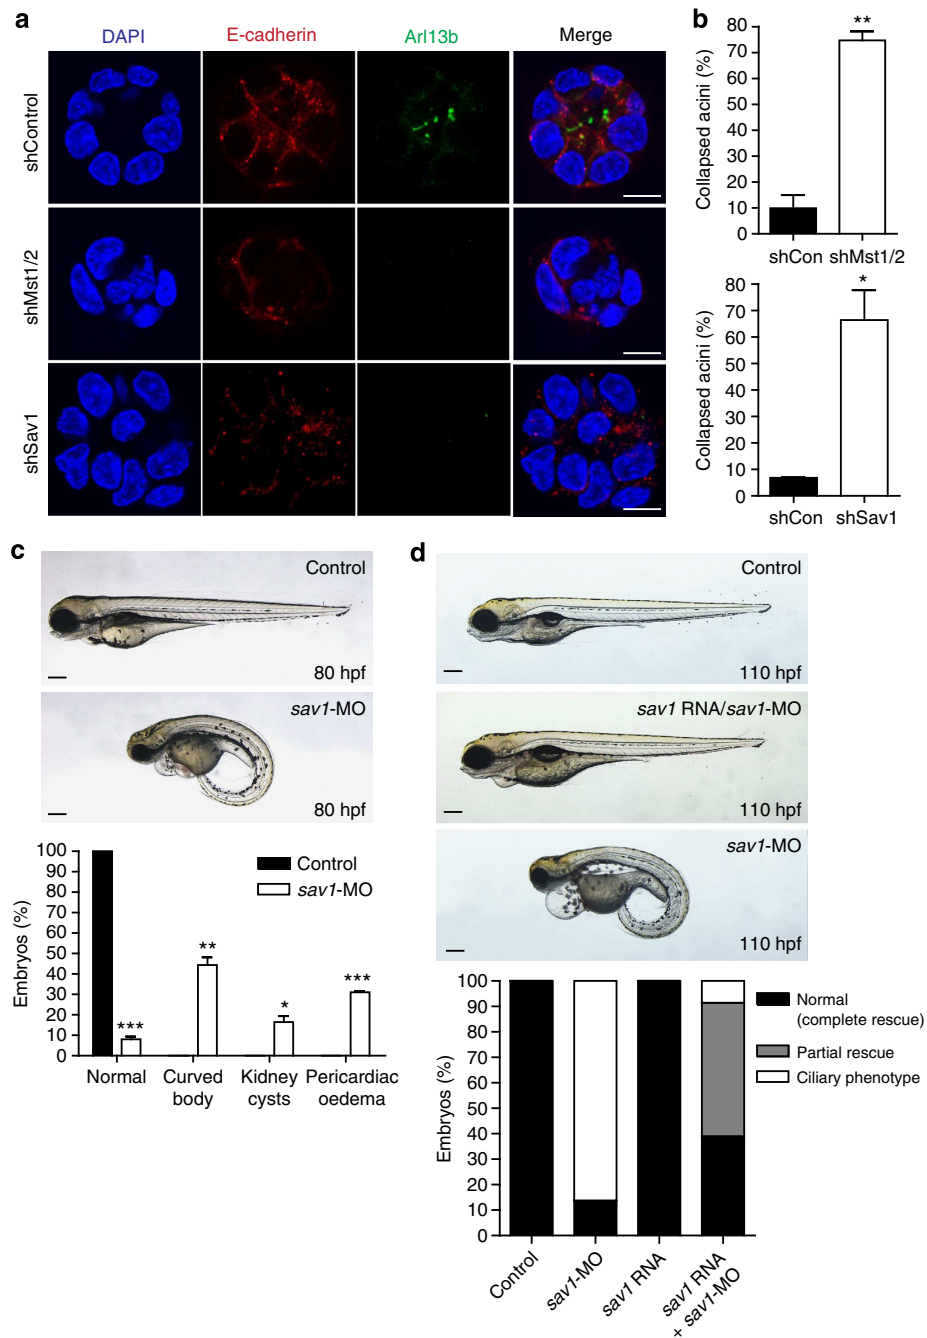 a
DAPI
E-cadherin
Arl13b
Merge
shControl
shMst1/2
shSav1
b
Collapsed acini (%)
80
70
60
50
40
30
20
10
0
**
shCon
shMst1/2
Collapsed acini (%)
80
70
60
50
40
30
20
10
0
*
shCon
shSav1
c
Control
80 hpf
sav1-MO
80 hpf
Embryos (%)
100
90
80
70
60
50
40
30
20
10
0
Control
sav1-MO
***
**
*
***
Normal
Curved
body
Kidney
cysts
Pericardiac
oedema
d
Control
110 hpf
sav1 RNA/sav1-MO
110 hpf
sav1-MO
110 hpf
Embryos (%)
100
90
80
70
60
50
40
30
20
10
0
Normal
(complete rescue)
Partial rescue
Ciliary phenotype
Control
sav1-MO
sav1 RNA
sav1 RNA
+ sav1-MO